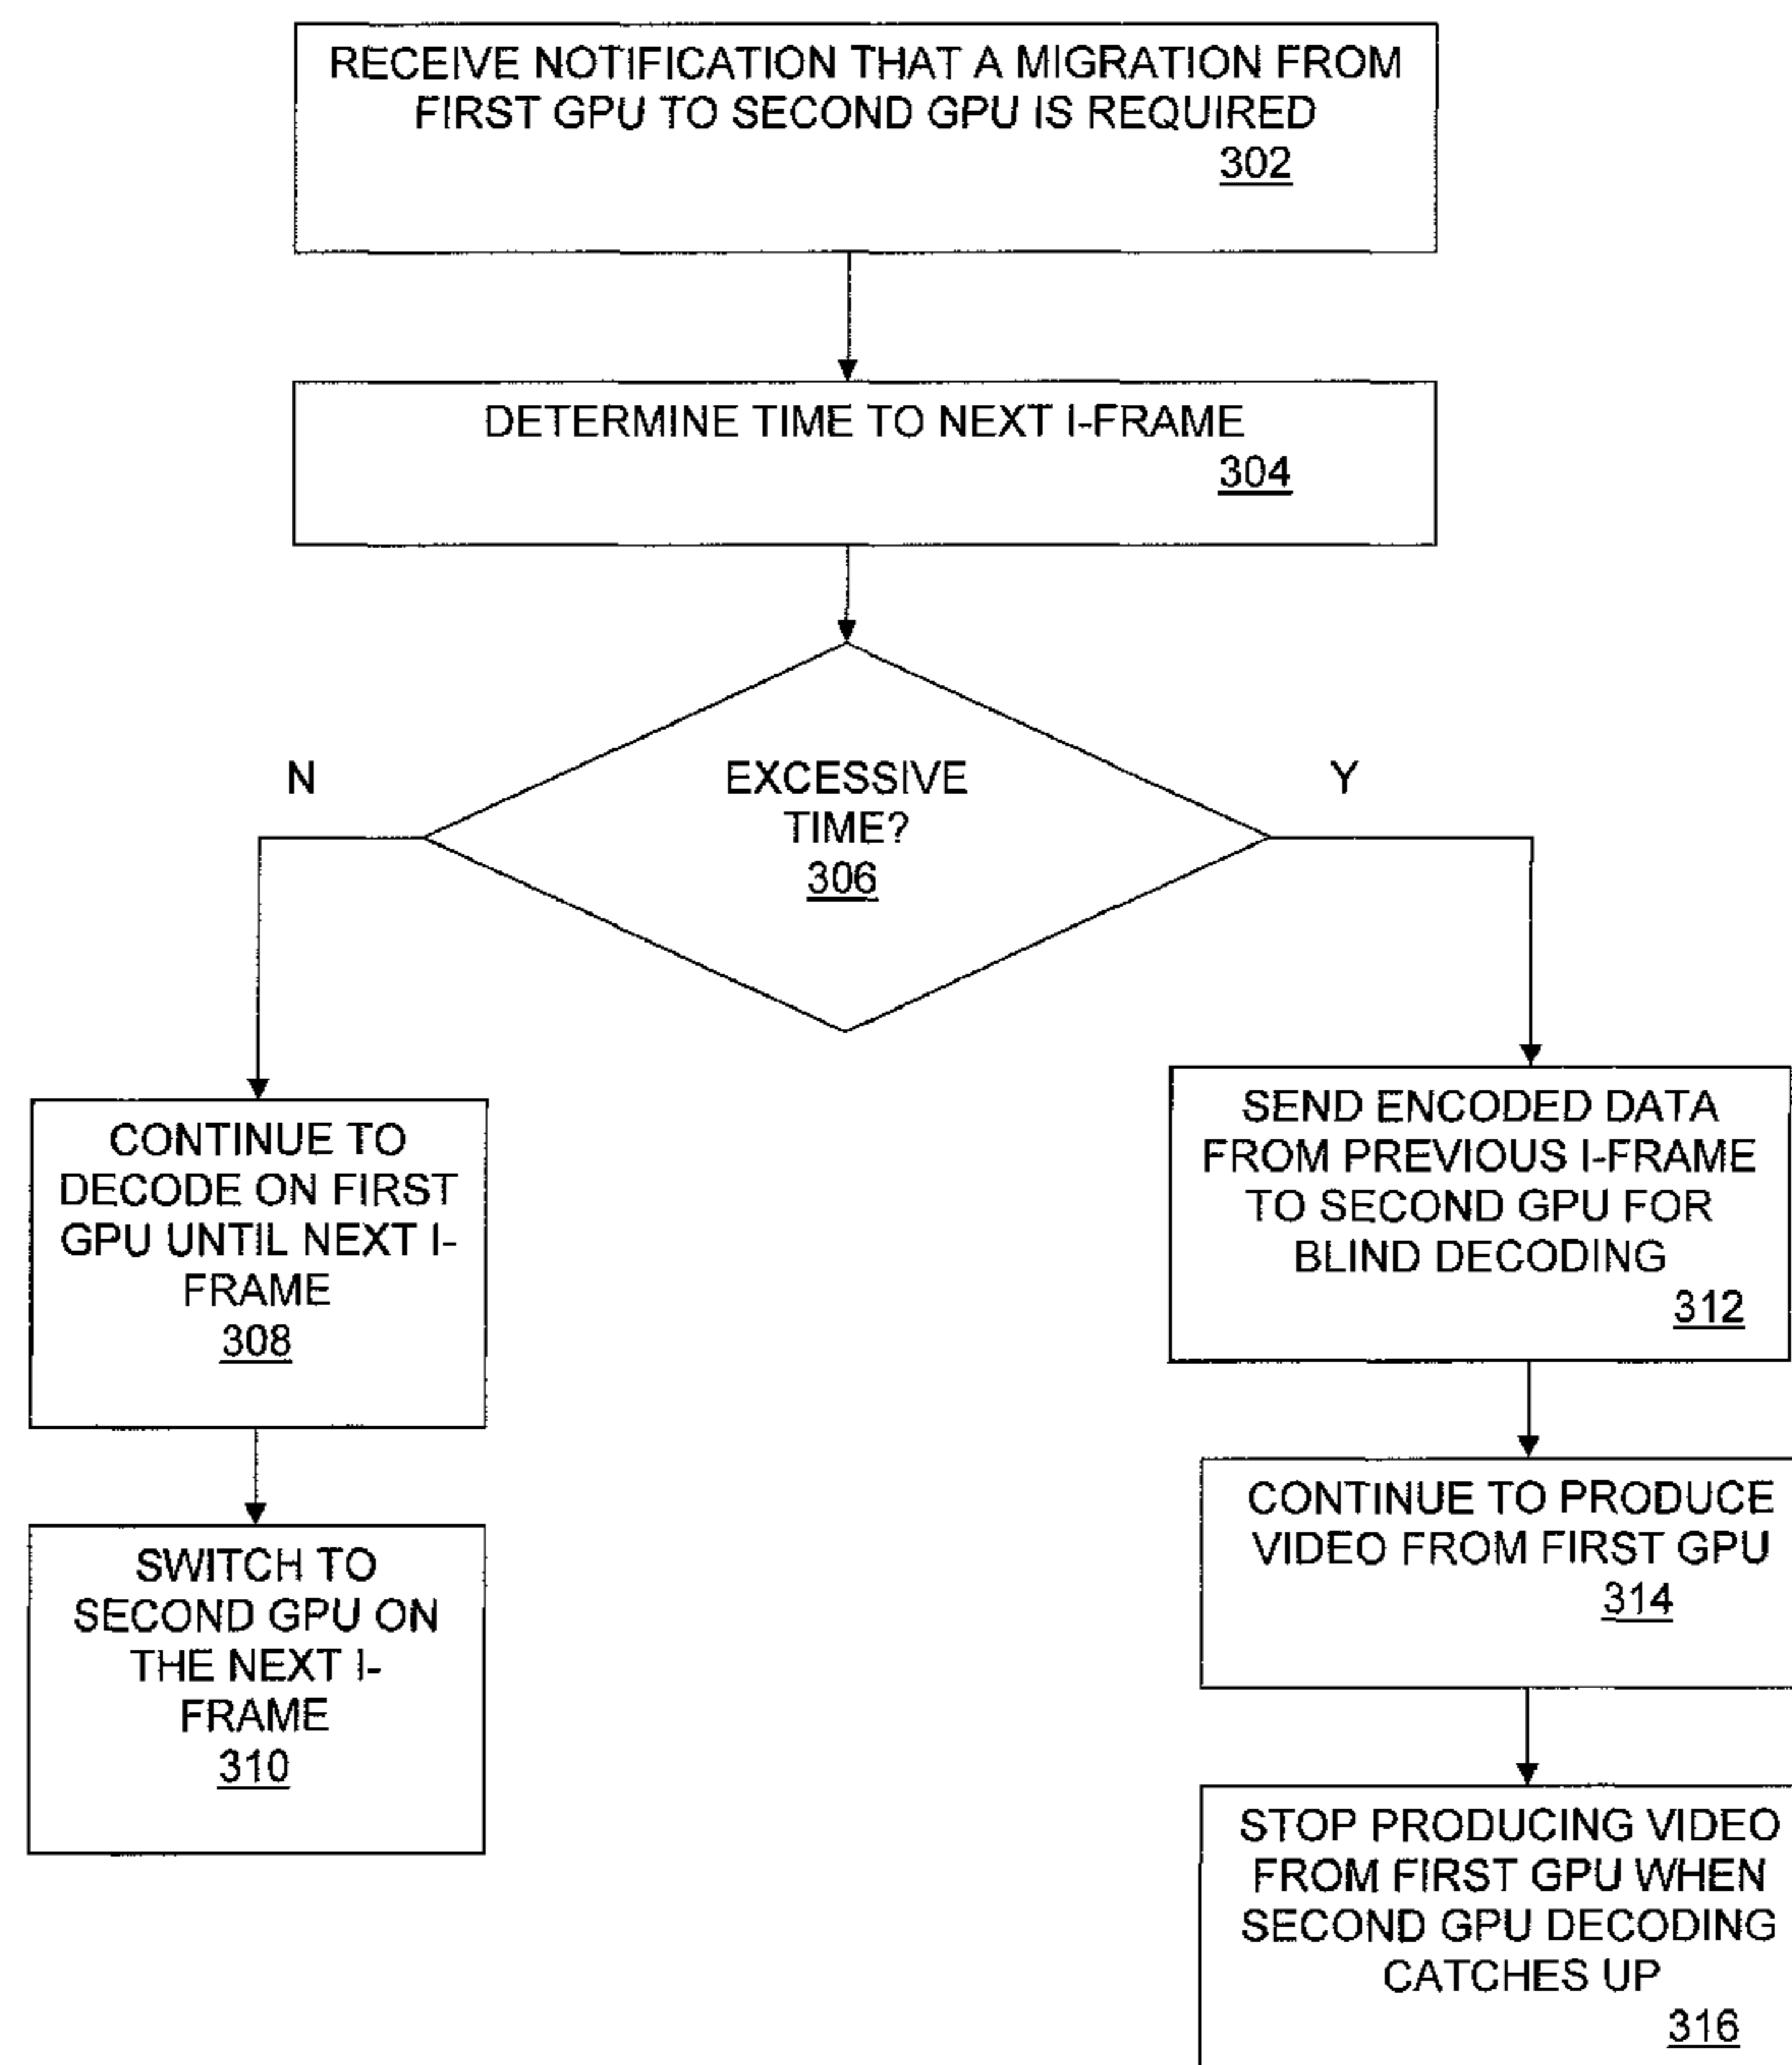 RECEIVE NOTIFICATION THAT A MIGRATION FROM
FIRST GPU TO SECOND GPU IS REQUIRED
302
DETERMINE TIME TO NEXT I-FRAME
304
N
EXCESSIVE
TIME?
306
Y
CONTINUE TO
DECODE ON FIRST
GPU UNTIL NEXT I-
FRAME
308
SWITCH TO
SECOND GPU ON
THE NEXT I-
FRAME
310
SEND ENCODED DATA
FROM PREVIOUS I-FRAME
TO SECOND GPU FOR
BLIND DECODING
312
CONTINUE TO PRODUCE
VIDEO FROM FIRST GPU
314
STOP PRODUCING VIDEO
FROM FIRST GPU WHEN
SECOND GPU DECODING
CATCHES UP
316